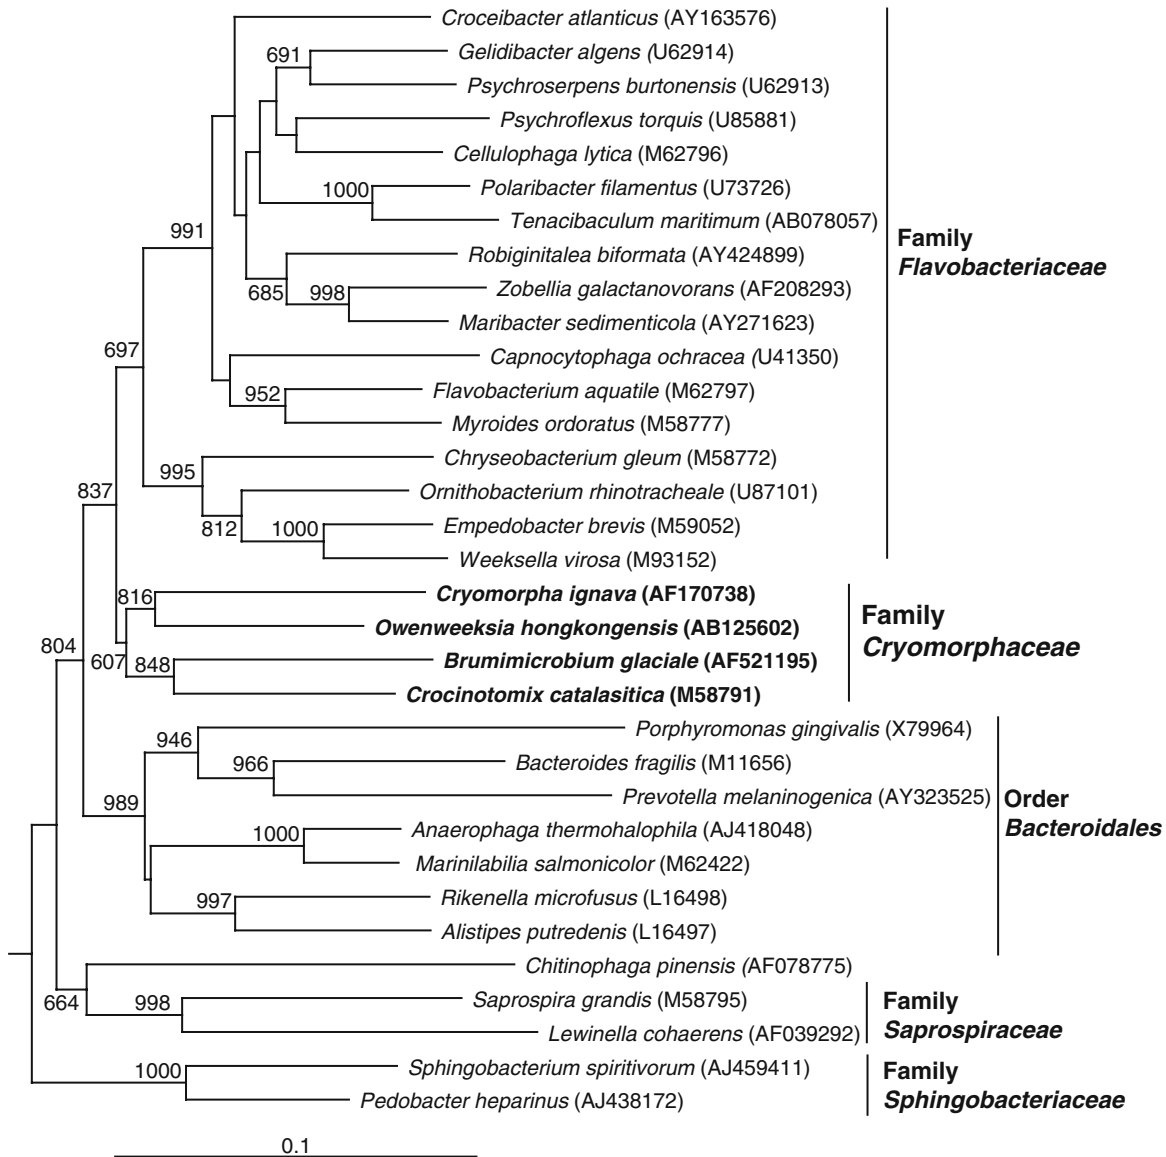 Croceibacter atlanticus (AY163576)
691
Gelidibacter algens (U62914)
Psychroserpens burtonensis (U62913)
Psychroflexus torquis (U85881)
Cellulophaga lytica (M62796)
1000
Polaribacter filamentus (U73726)
Tenacibaculum maritimum (AB078057)
991
Family
Flavobacteriaceae
Robiginitalea biformata (AY424899)
685
998
Zobellia galactanovorans (AF208293)
Maribacter sedimenticola (AY271623)
697
Capnocytophaga ochracea (U41350)
952
Flavobacterium aquatile (M62797)
Myroides ordoratus (M58777)
995
Chryseobacterium gleum (M58772)
837
Ornithobacterium rhinotracheale (U87101)
812
1000
Empedobacter brevis (M59052)
Weeksella virosa (M93152)
816
Cryomorpha ignava (AF170738)
Owenweeksia hongkongensis (AB125602)
Family
Cryomorphaceae
804
607
848
Brumimicrobium glaciale (AF521195)
Crocinotomix catalasitica (M58791)
946
Porphyromonas gingivalis (X79964)
966
Bacteroides fragilis (M11656)
989
Prevotella melaninogenica (AY323525)
Order
Bacteroidales
1000
Anaerophaga thermohalophila (AJ418048)
Marinilabilia salmonicolor (M62422)
997
Rikenella microfusus (L16498)
Alistipes putredenis (L16497)
Chitinophaga pinensis (AF078775)
664
998
Saprospira grandis (M58795)
Lewinella cohaerens (AF039292)
Family
Saprospiraceae
1000
Sphingobacterium spiritivorum (AJ459411)
Pedobacter heparinus (AJ438172)
Family
Sphingobacteriaceae
0.1